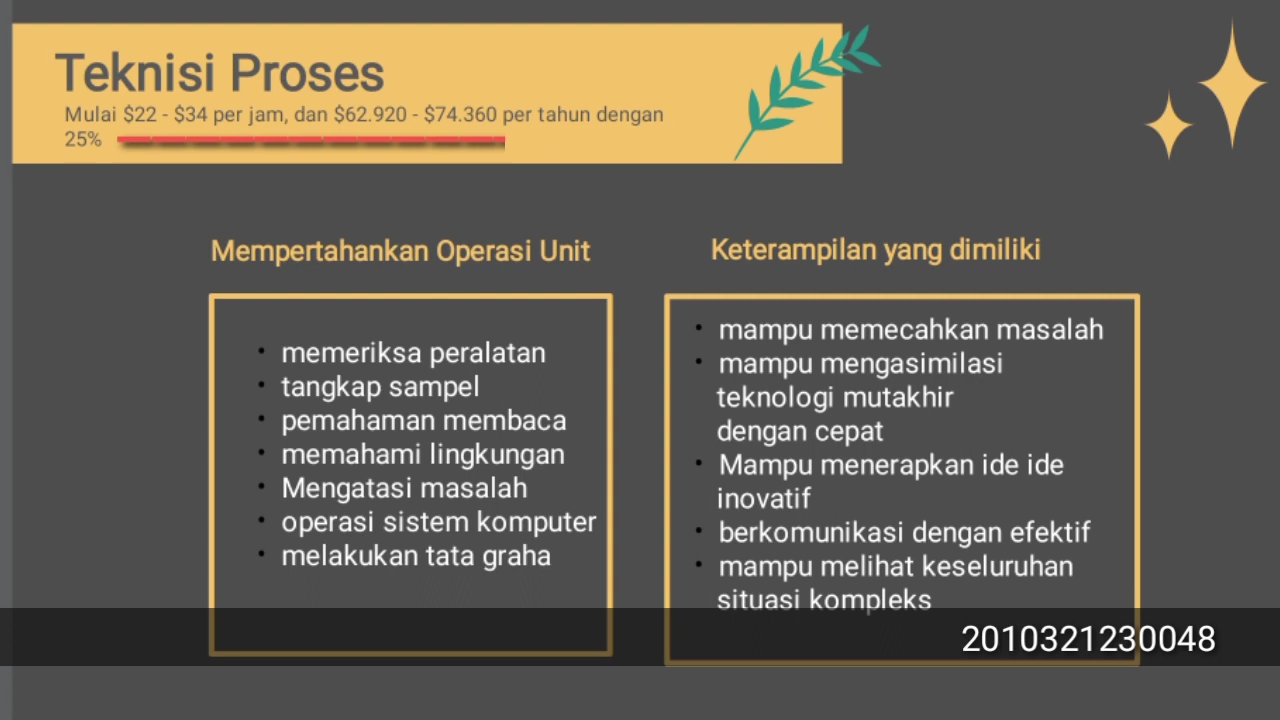 Teknisi Proses
Mulai $22 - $34 per jam, dan $62.920 - $74.360 per tahun dengan
25%
Mempertahankan Operasi Unit
• memeriksa peralatan
• tangkap sampel
• pemahaman membaca
• memahami lingkungan
• Mengatasi masalah
• operasi sistem komputer
• melakukan tata graha
Keterampilan yang dimiliki
• mampu memecahkan masalah
• mampu mengasimilasi
teknologi mutakhir
dengan cepat
• Mampu menerapkan ide ide
inovatif
• berkomunikasi dengan efektif
• mampu melihat keseluruhan
situasi kompleks
2010321230048